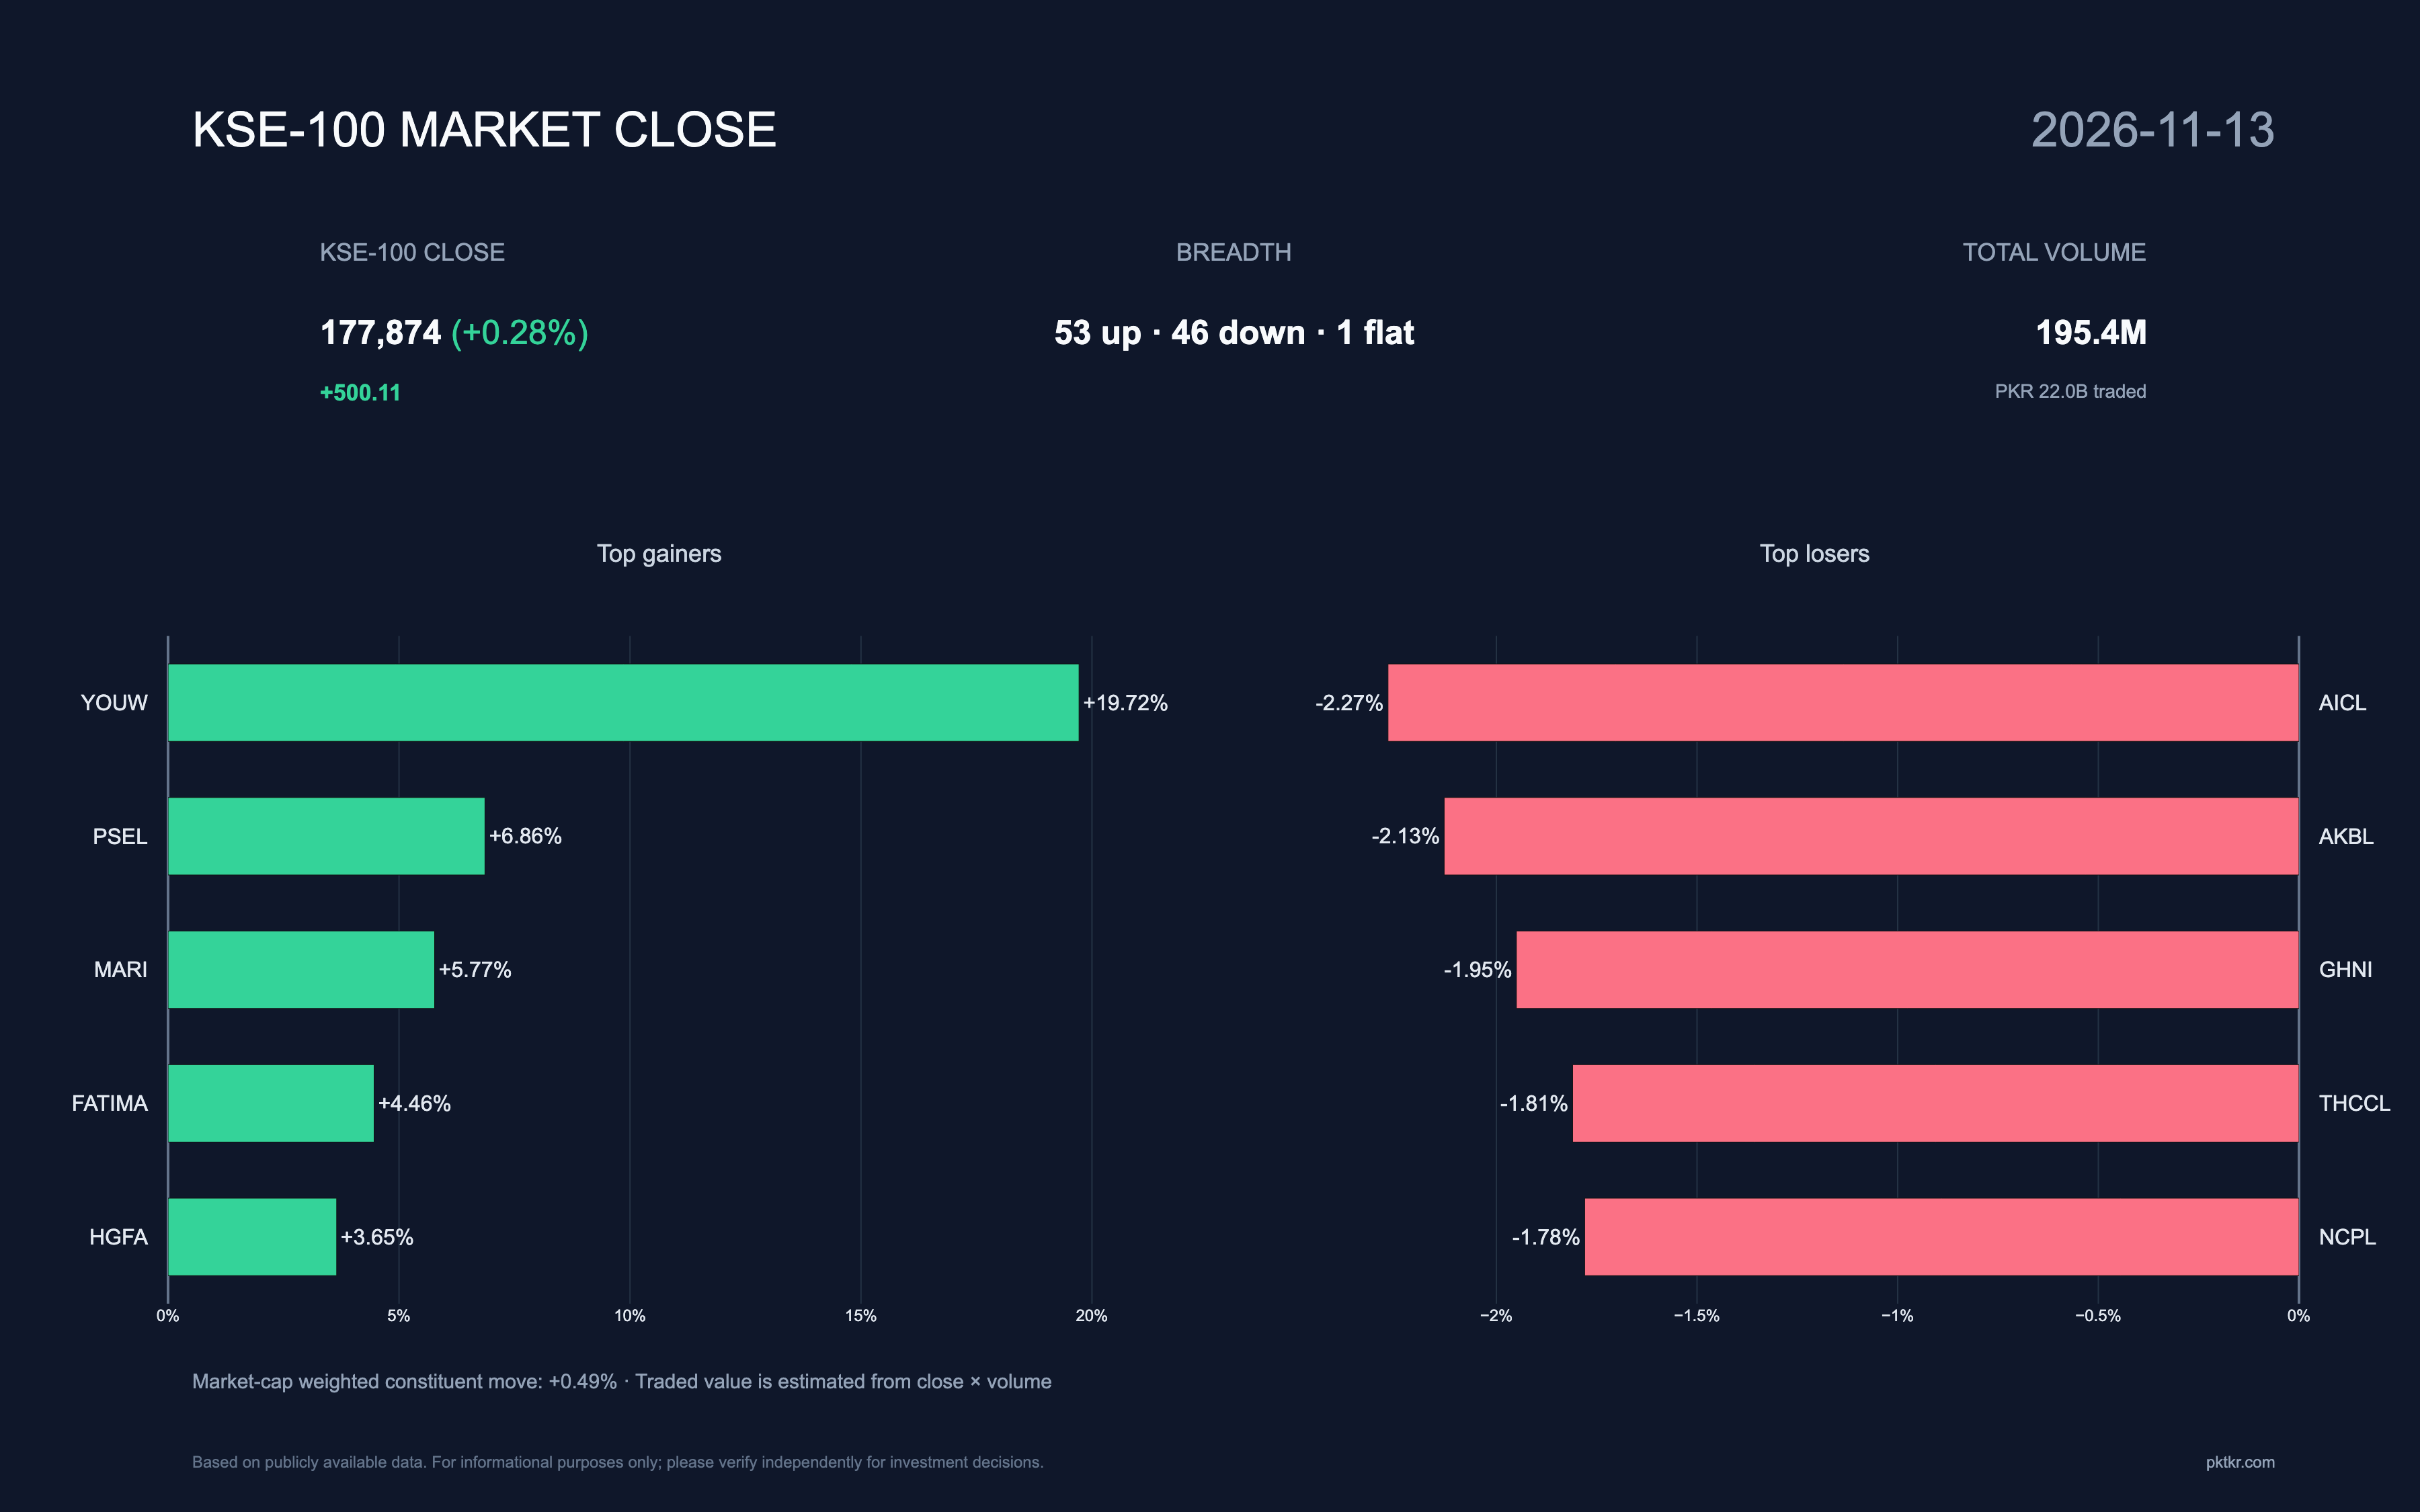 KSE-100 MARKET CLOSE
2026-11-13
KSE-100 CLOSE
177,874 (+0.28%)
+500.11
BREADTH
53 up · 46 down · 1 flat
TOTAL VOLUME
195.4M
PKR 22.0B traded
Top gainers
YOUW +19.72%
PSEL +6.86%
MARI +5.77%
FATIMA +4.46%
HGFA +3.65%
0% 5% 10% 15% 20%
Top losers
-2.27% AICL
-2.13% AKBL
-1.95% GHNI
-1.81% THCCL
-1.78% NCPL
−2% −1.5% −1% −0.5% 0%
Market-cap weighted constituent move: +0.49% · Traded value is estimated from close × volume
Based on publicly available data. For informational purposes only; please verify independently for investment decisions.
pktkr.com